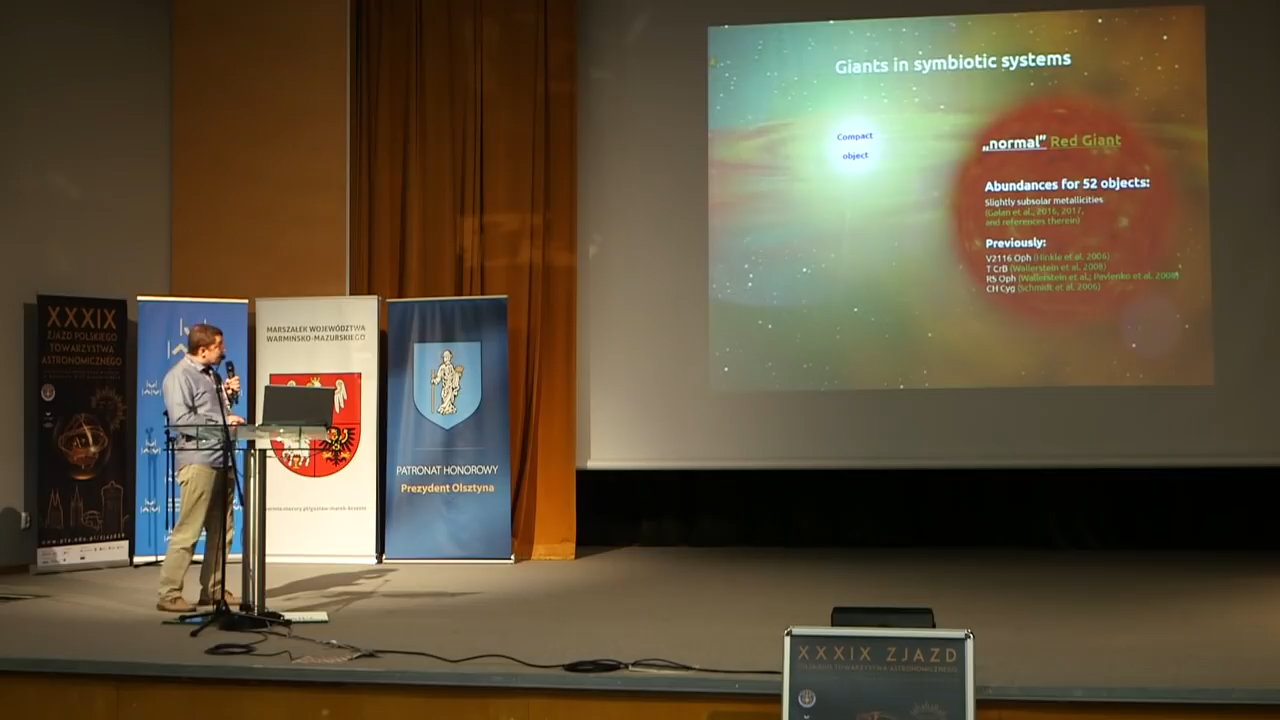 Giants in symbiotic systems
Compact
object
„normal” Red Giant
Abundances for 52 objects:
Slightly subsolar metallicities
(Gałan et al., 2016, 2017,
and references therein)
Previously:
V2116 Oph (Hinkle et al. 2006)
T CrB (Wallerstein et al. 2008)
RS Oph (Wallerstein et al.; Pavlenko et al. 2008)
CH Cyg (Schmidt et al. 2006)
XXXIX
ZJAZD POLSKIEGO
TOWARZYSTWA
ASTRONOMICZNEGO
MARSZAŁEK WOJEWÓDZTWA
WARMIŃSKO-MAZURSKIEGO
PATRONAT HONOROWY
Prezydent Olsztyna
XXXIX ZJAZD
POLSKIEGO TOWARZYSTWA ASTRONOMICZNEGO